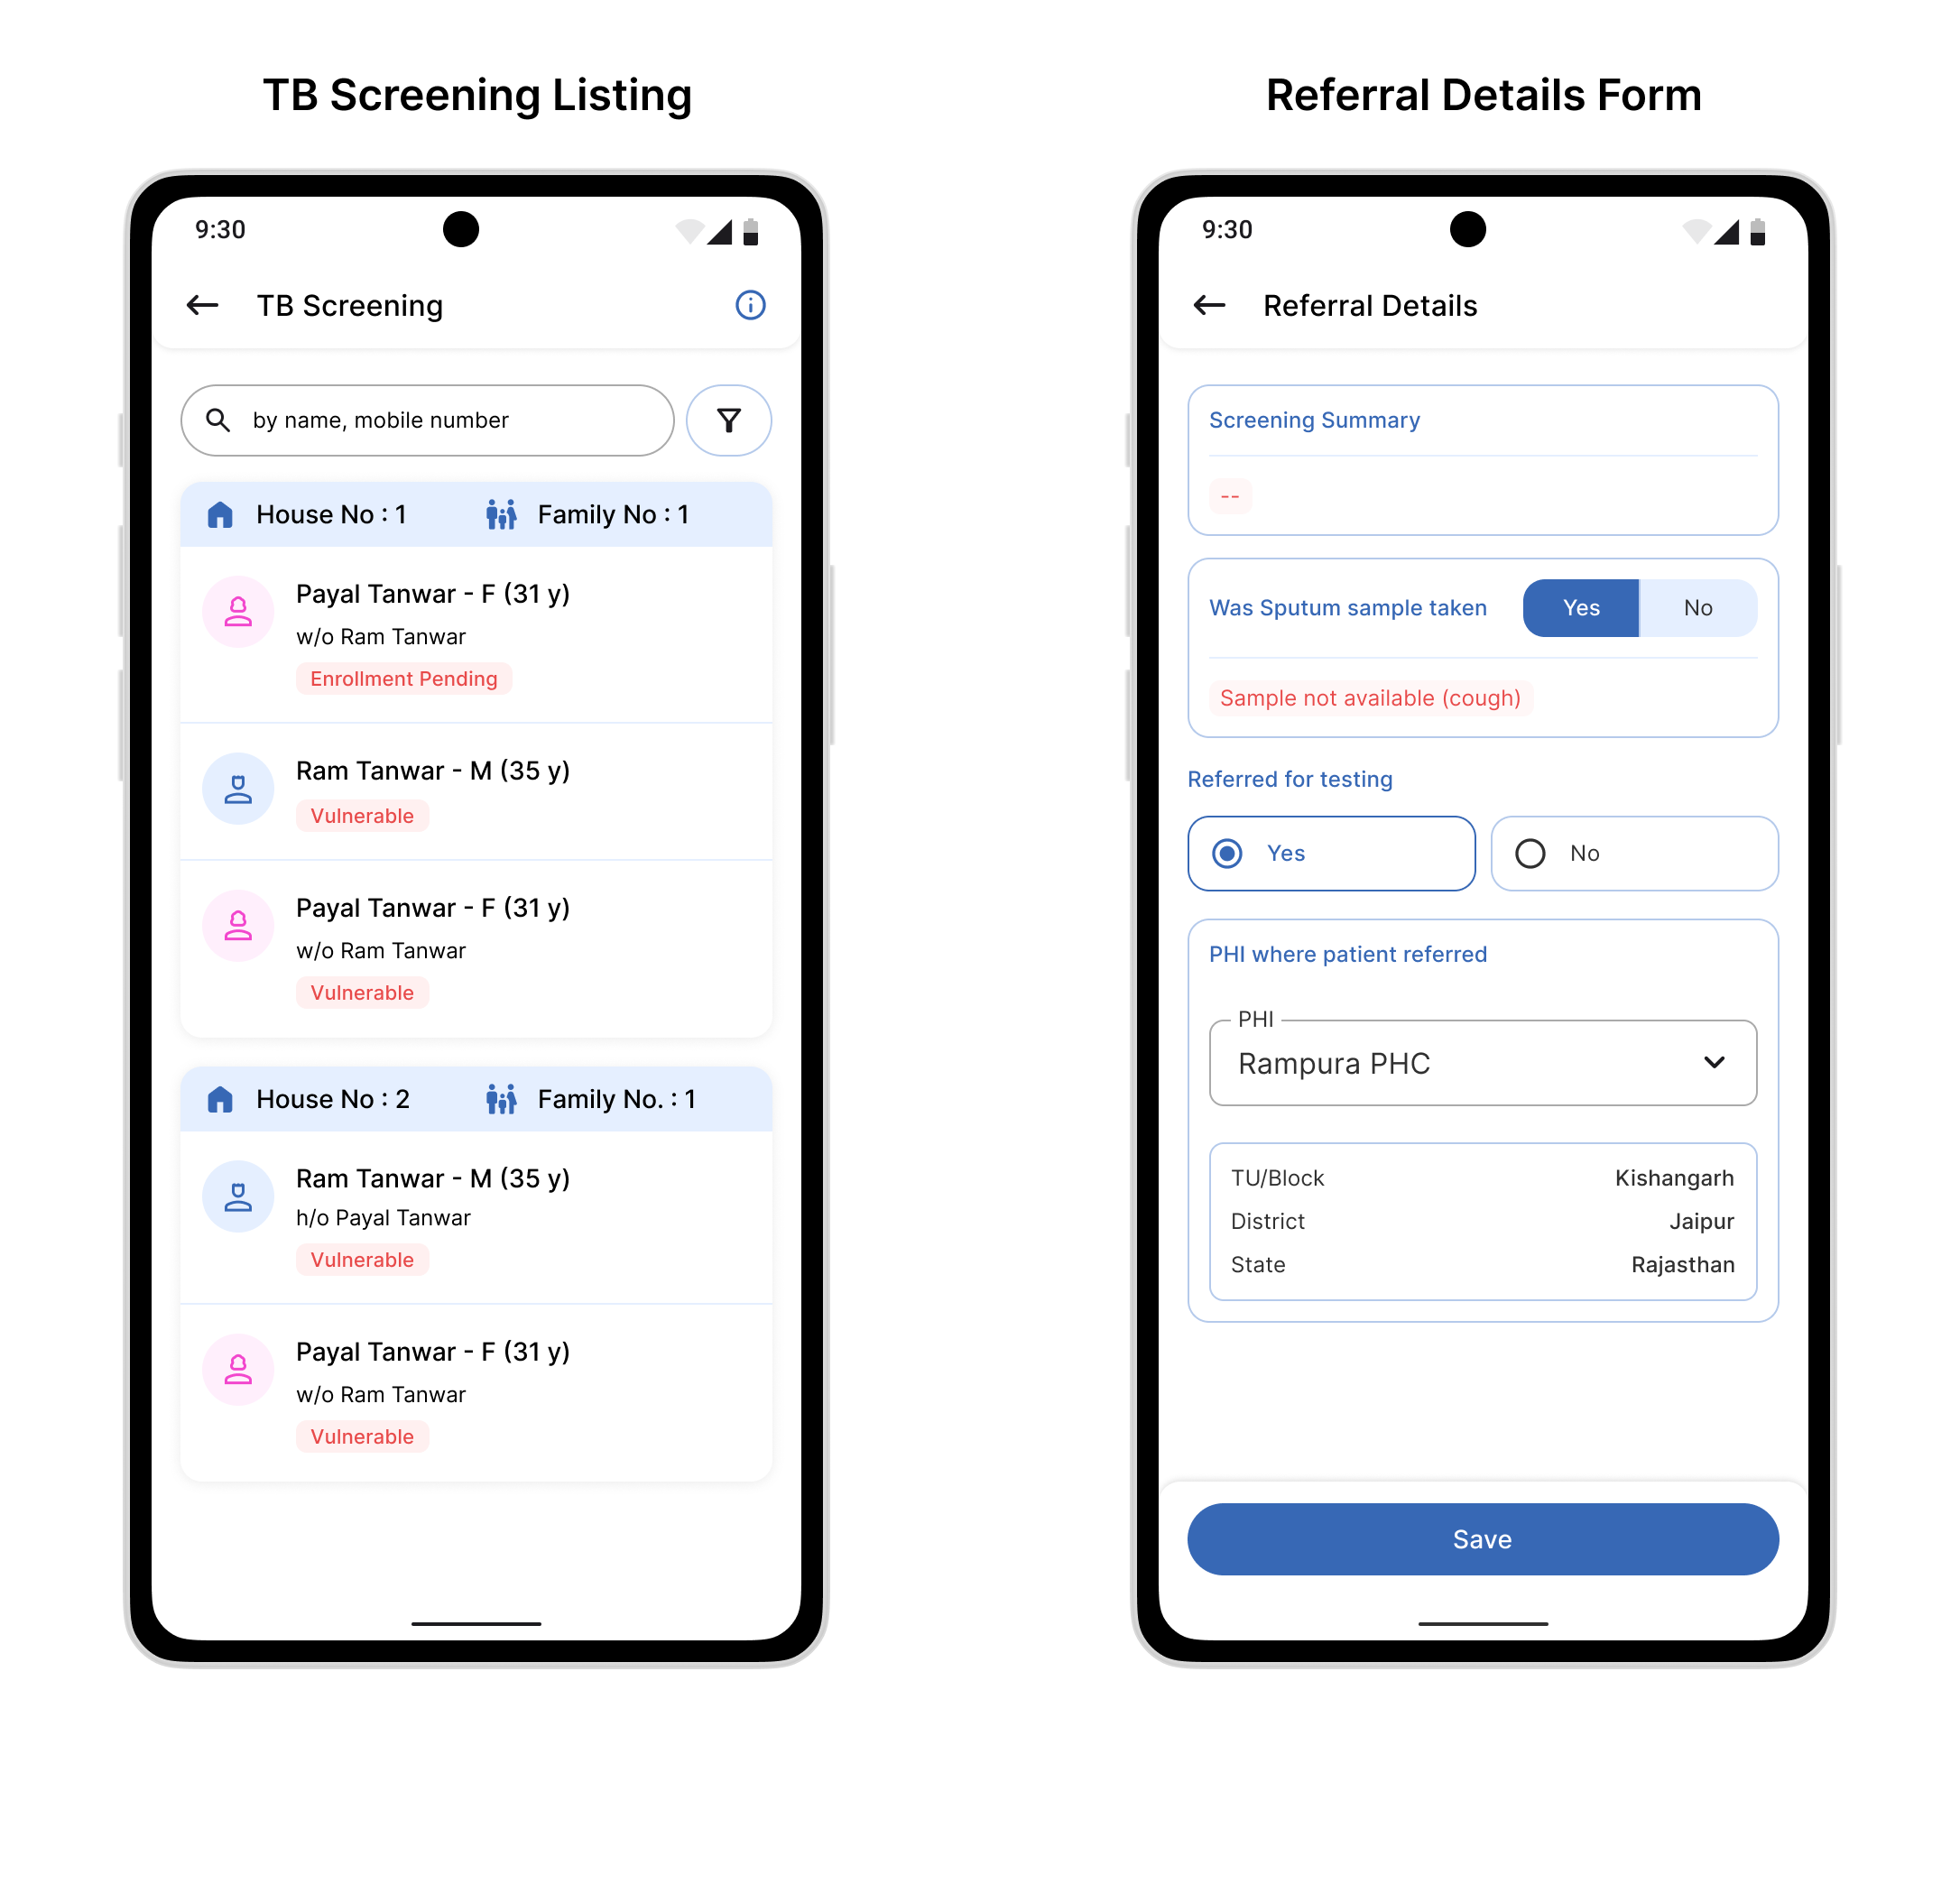 TB Screening Listing
9:30
TB Screening
by name, mobile number
House No : 1 Family No : 1
Payal Tanwar - F (31 y)
w/o Ram Tanwar
Enrollment Pending
Ram Tanwar - M (35 y)
Vulnerable
Payal Tanwar - F (31 y)
w/o Ram Tanwar
Vulnerable
House No : 2 Family No. : 1
Ram Tanwar - M (35 y)
h/o Payal Tanwar
Vulnerable
Payal Tanwar - F (31 y)
w/o Ram Tanwar
Vulnerable
Referral Details Form
9:30
Referral Details
Screening Summary
--
Was Sputum sample taken Yes No
Sample not available (cough)
Referred for testing
Yes No
PHI where patient referred
PHI
Rampura PHC
TU/Block Kishangarh
District Jaipur
State Rajasthan
Save